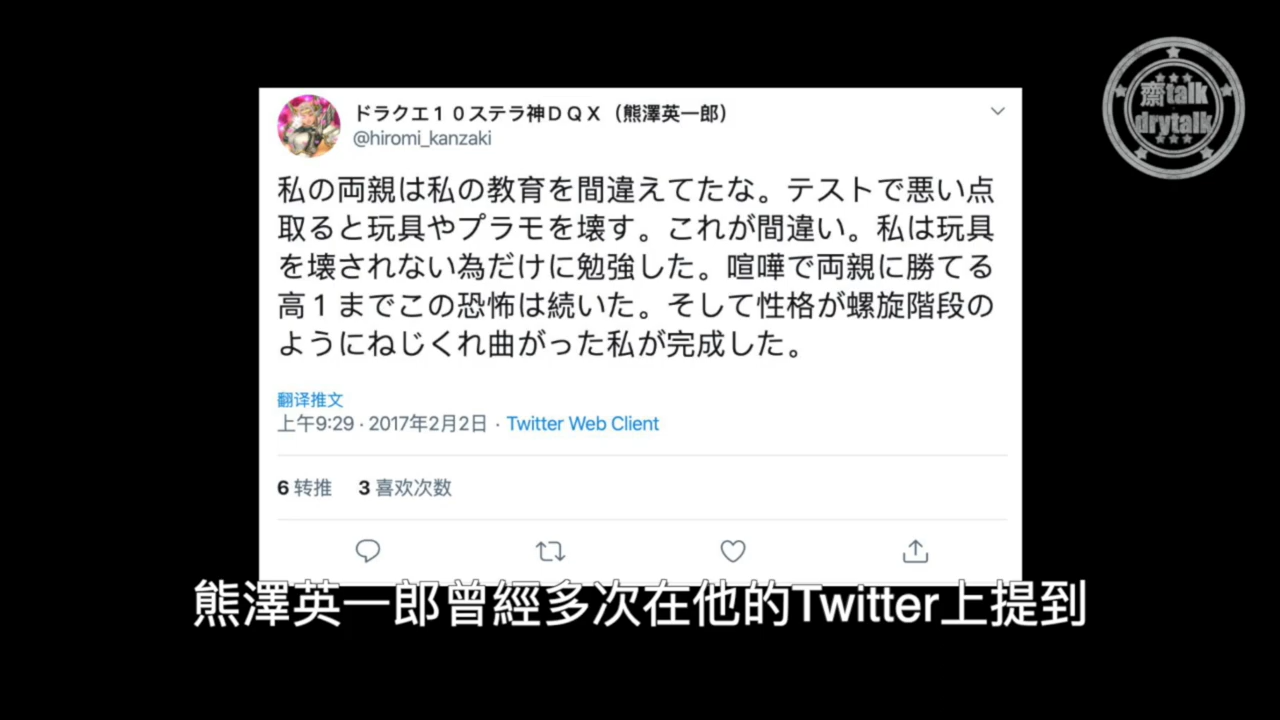 ドラクエ１０ステラ神ＤＱＸ（熊澤英一郎）
@hiromi_kanzaki
齋talk
drytalk
私の両親は私の教育を間違えてたな。テストで悪い点
取ると玩具やプラモを壊す。これが間違い。私は玩具
を壊されない為だけに勉強した。喧嘩で両親に勝てる
高１までこの恐怖は続いた。そして性格が螺旋階段の
ようにねじくれ曲がった私が完成した。
翻译推文
上午9:29 · 2017年2月2日 · Twitter Web Client
6 转推 3 喜欢次数
熊澤英一郎曾經多次在他的Twitter上提到